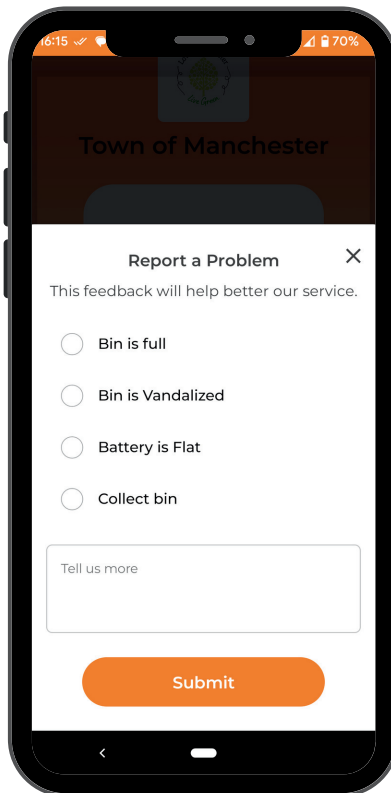 16:15
70%
Town of Manchester
Report a Problem
This feedback will help better our service.
Bin is full
Bin is Vandalized
Battery is Flat
Collect bin
Tell us more
Submit